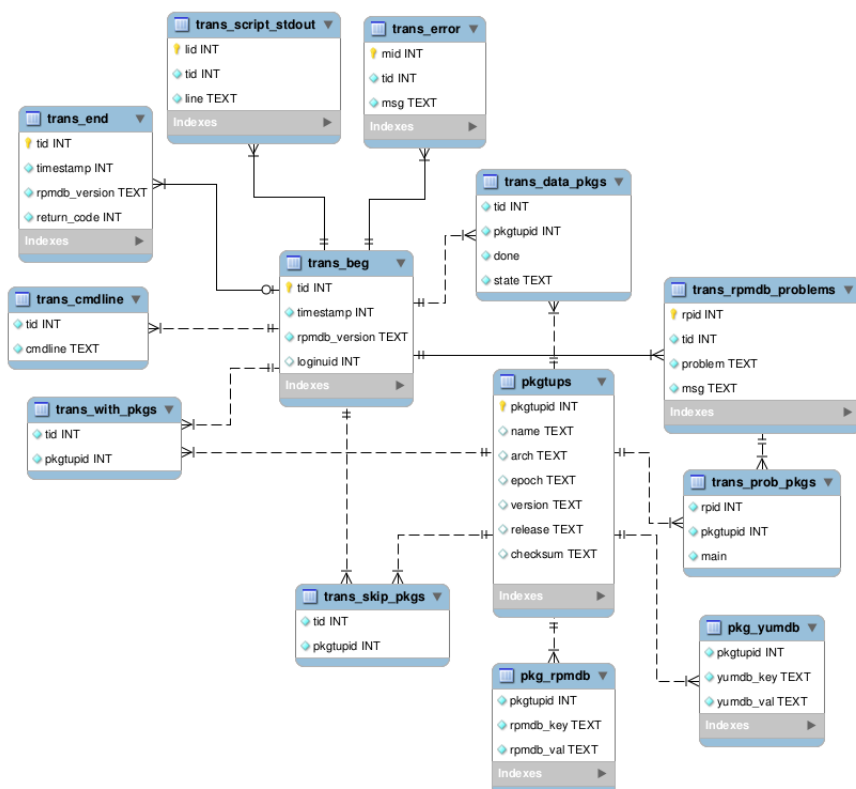 trans_script_stdout
lid INT
tid INT
line TEXT
Indexes
trans_error
mid INT
tid INT
msg TEXT
Indexes
trans_end
tid INT
timestamp INT
rpmdb_version TEXT
return_code INT
Indexes
trans_data_pkgs
tid INT
pkgtupid INT
done
state TEXT
trans_beg
tid INT
timestamp INT
rpmdb_version TEXT
loginuid INT
Indexes
trans_rpmdb_problems
rpid INT
tid INT
problem TEXT
msg TEXT
Indexes
trans_cmdline
tid INT
cmdline TEXT
trans_with_pkgs
tid INT
pkgtupid INT
pkgtups
pkgtupid INT
name TEXT
arch TEXT
epoch TEXT
version TEXT
release TEXT
checksum TEXT
Indexes
trans_prob_pkgs
rpid INT
pkgtupid INT
main
trans_skip_pkgs
tid INT
pkgtupid INT
pkg_yumdb
pkgtupid INT
yumdb_key TEXT
yumdb_val TEXT
Indexes
pkg_rpmdb
pkgtupid INT
rpmdb_key TEXT
rpmdb_val TEXT
Indexes